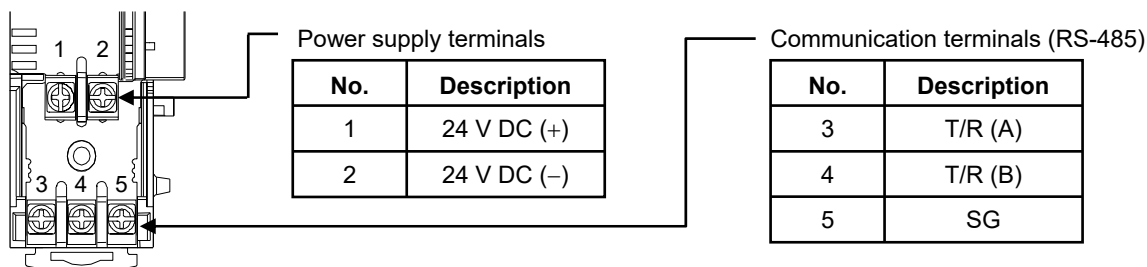 1 2
3 4 5
Power supply terminals
No. Description
1 24 V DC (+)
2 24 V DC (−)
Communication terminals (RS-485)
No. Description
3 T/R (A)
4 T/R (B)
5 SG